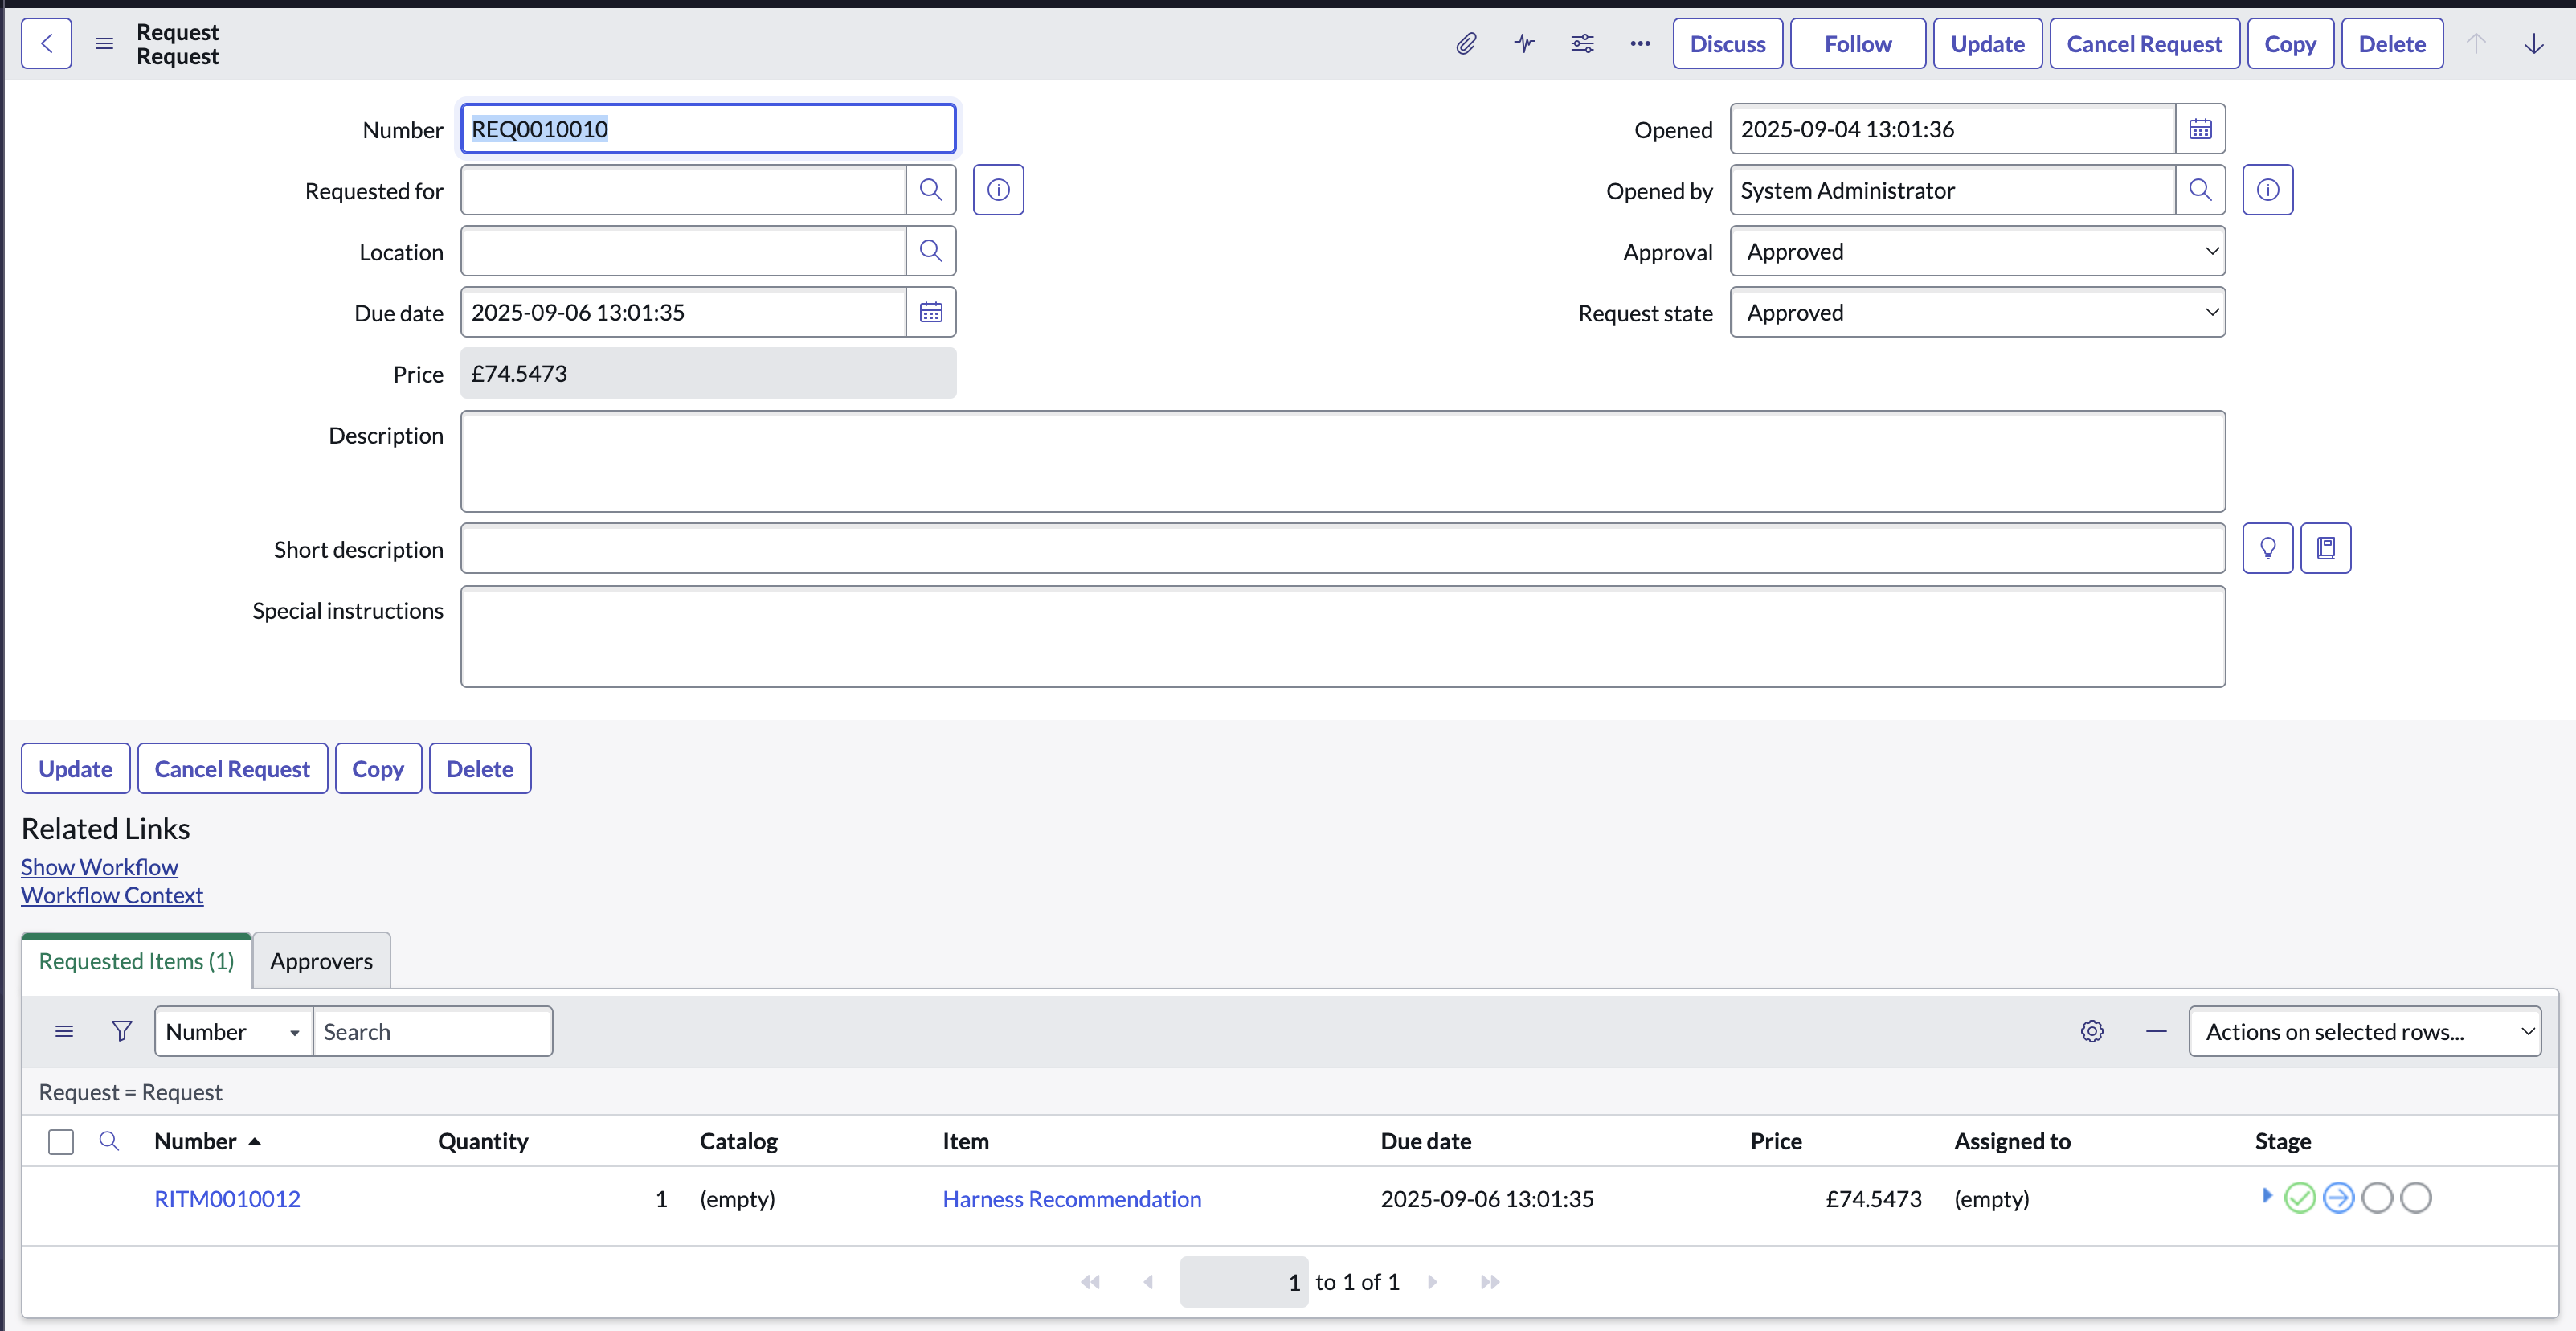 Request
Request
Discuss Follow Update Cancel Request Copy Delete
Number REQ0010010 Opened 2025-09-04 13:01:36
Requested for Opened by System Administrator
Location Approval Approved
Due date 2025-09-06 13:01:35 Request state Approved
Price £74.5473
Description
Short description
Special instructions
Update Cancel Request Copy Delete
Related Links
Show Workflow
Workflow Context
Requested Items (1) Approvers
Number Search Actions on selected rows...
Request = Request
Number Quantity Catalog Item Due date Price Assigned to Stage
RITM0010012 1 (empty) Harness Recommendation 2025-09-06 13:01:35 £74.5473 (empty)
1 to 1 of 1